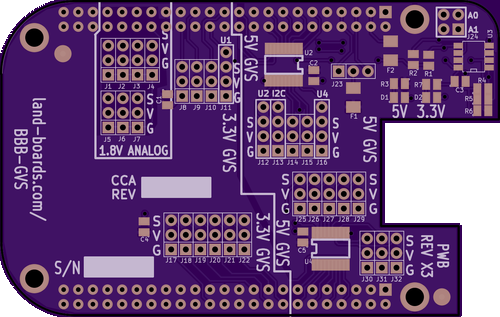 A0
A1
J24
U3
S
V
G
J1 J2 J3 J4
C1
U1
S
V
G
J8 J9 J10 J11
5V GVS
3.3V GVS
U2
C2
J23
F2
R2
R1
C3
R3
D1
R4
D2
R5
R6
5V 3.3V
F1
S
V
G
J5 J6 J7
1.8V ANALOG
U2 I2C U4
S
V
G
J12 J13 J14 J15 J16
5V GVS
land-boards.com/
BBB-GVS
CCA
REV
S
V
G
J25 J26 J27 J28 J29
S
V
G
C4
J17 J18 J19 J20 J21 J22
3.3V GVS
5V GVS
C5
U4
S
V
G
J30 J31 J32
PWB
REV X3
S/N